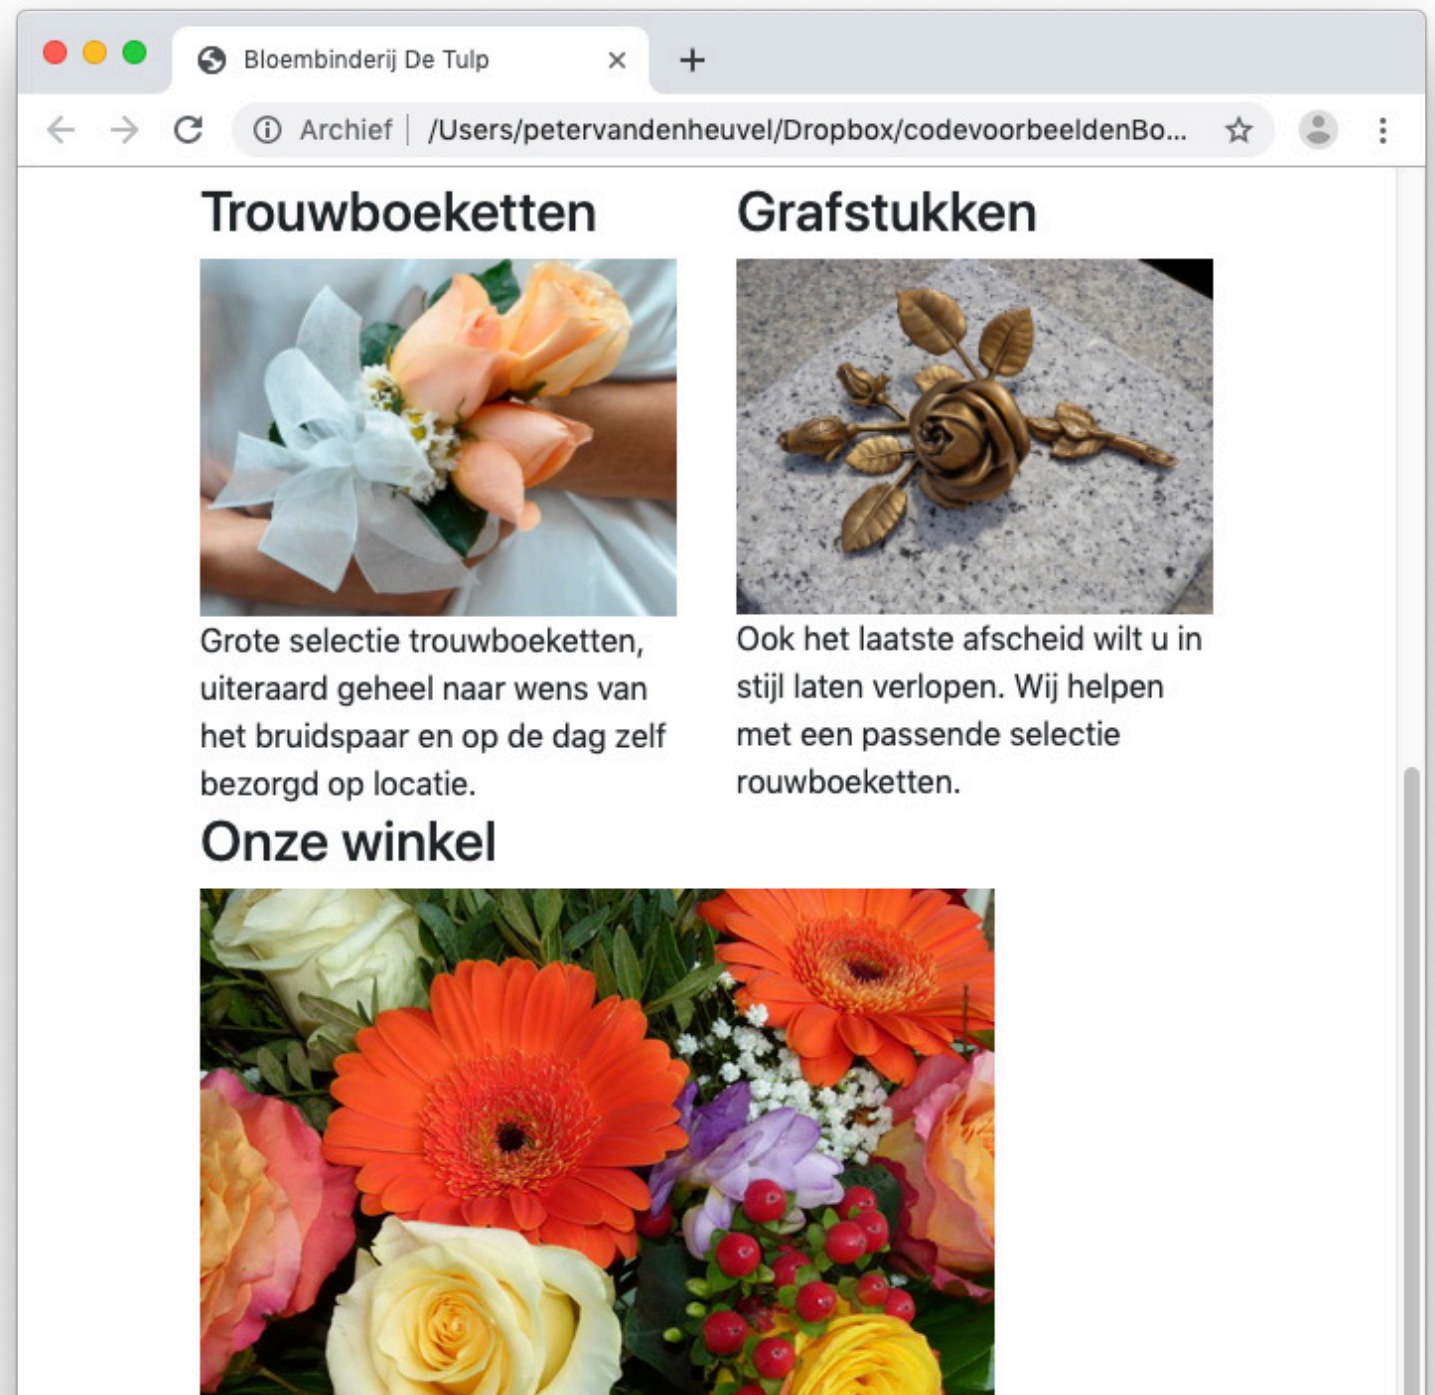 Bloembinderij De Tulp
Archief /Users/petervandenheuvel/Dropbox/codevoorbeeldenBo...
Trouwboeketten
Grote selectie trouwboeketten,
uiteraard geheel naar wens van
het bruidspaar en op de dag zelf
bezorgd op locatie.
Grafstukken
Ook het laatste afscheid wilt u in
stijl laten verlopen. Wij helpen
met een passende selectie
rouwboeketten.
Onze winkel